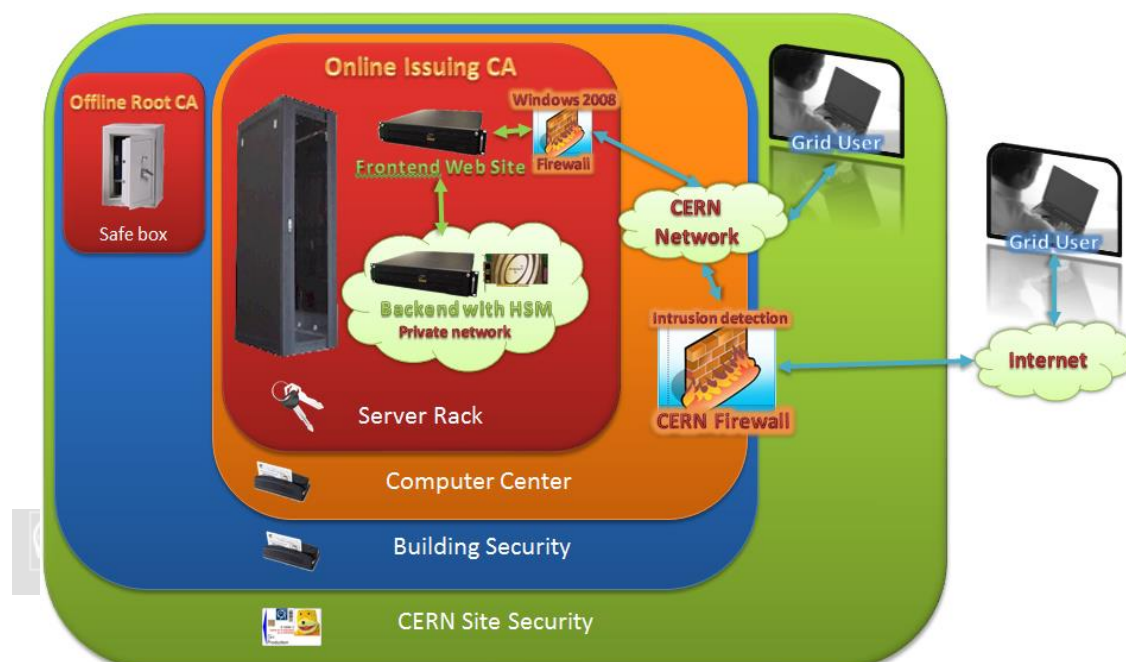 Online Issuing CA
Offline Root CA
Safe box
Windows 2008
Firewall
Frontend Web Site
Backend with HSM
Private network
Server Rack
Grid User
CERN
Network
Grid User
Internet
Intrusion detection
CERN Firewall
Computer Center
Building Security
CERN Site Security